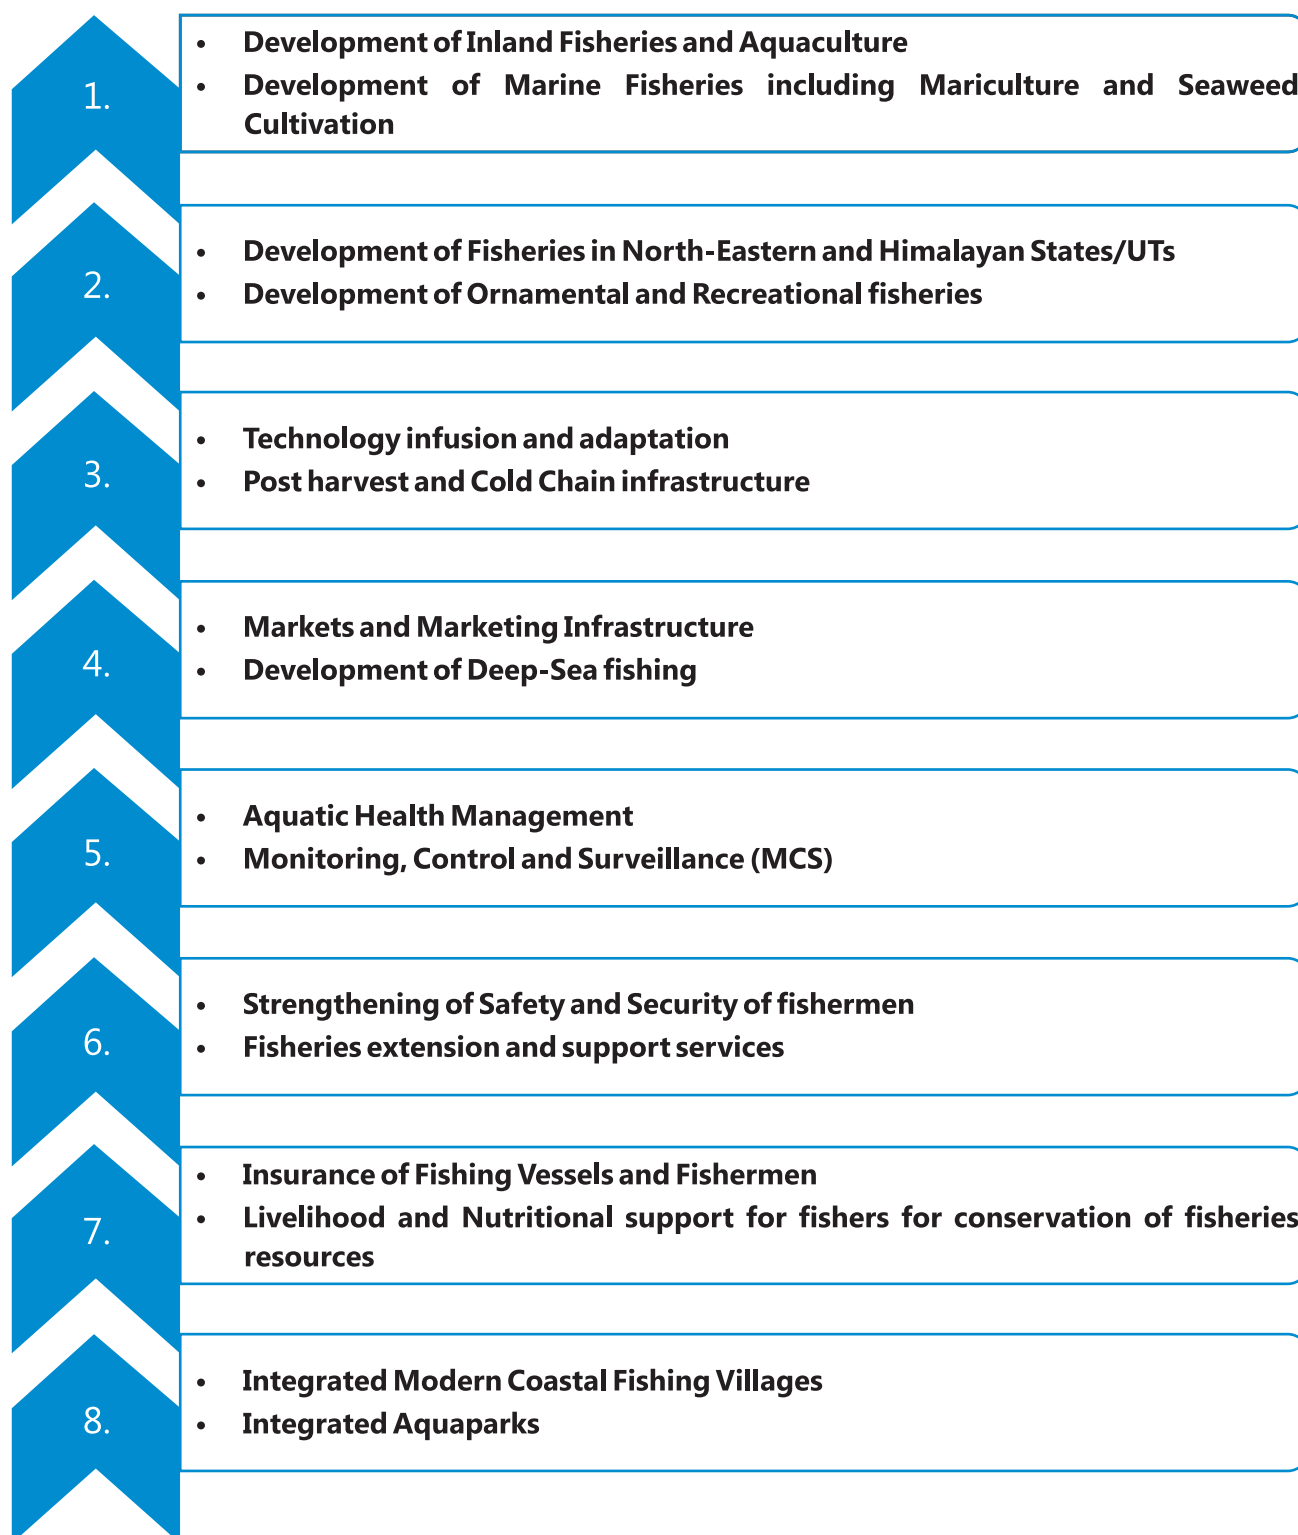 1.
• Development of Inland Fisheries and Aquaculture
• Development of Marine Fisheries including Mariculture and Seaweed
Cultivation
2.
• Development of Fisheries in North-Eastern and Himalayan States/UTs
• Development of Ornamental and Recreational fisheries
3.
• Technology infusion and adaptation
• Post harvest and Cold Chain infrastructure
4.
• Markets and Marketing Infrastructure
• Development of Deep-Sea fishing
5.
• Aquatic Health Management
• Monitoring, Control and Surveillance (MCS)
6.
• Strengthening of Safety and Security of fishermen
• Fisheries extension and support services
7.
• Insurance of Fishing Vessels and Fishermen
• Livelihood and Nutritional support for fishers for conservation of fisheries
resources
8.
• Integrated Modern Coastal Fishing Villages
• Integrated Aquaparks